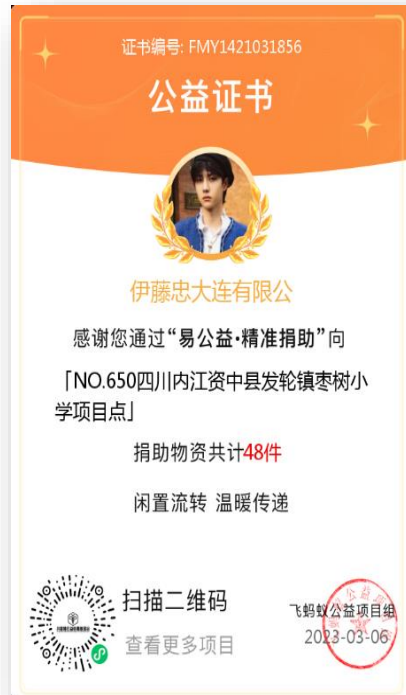 证书编号: FMY1421031856
公益证书
伊藤忠大连有限公
感谢您通过“易公益·精准捐助”向
「NO.650四川内江资中县发轮镇枣树小
学项目点」
捐助物资共计48件
闲置流转 温暖传递
扫描二维码
查看更多项目
飞蚂蚁公益项目组
2023-03-06